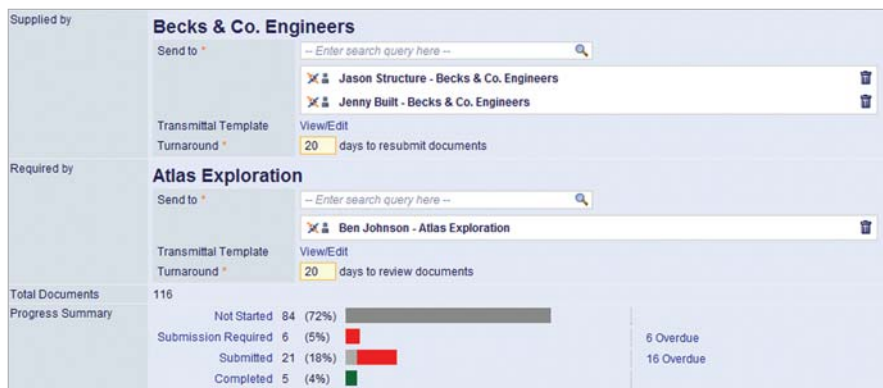 Supplied by
Becks & Co. Engineers
Send to *
-- Enter search query here --
Jason Structure - Becks & Co. Engineers
Jenny Built - Becks & Co. Engineers
Transmittal Template View/Edit
Turnaround * 20 days to resubmit documents
Required by
Atlas Exploration
Send to *
-- Enter search query here --
Ben Johnson - Atlas Exploration
Transmittal Template View/Edit
Turnaround * 20 days to review documents
Total Documents 116
Progress Summary
Not Started 84 (72%)
Submission Required 6 (5%) 6 Overdue
Submitted 21 (18%) 16 Overdue
Completed 5 (4%)